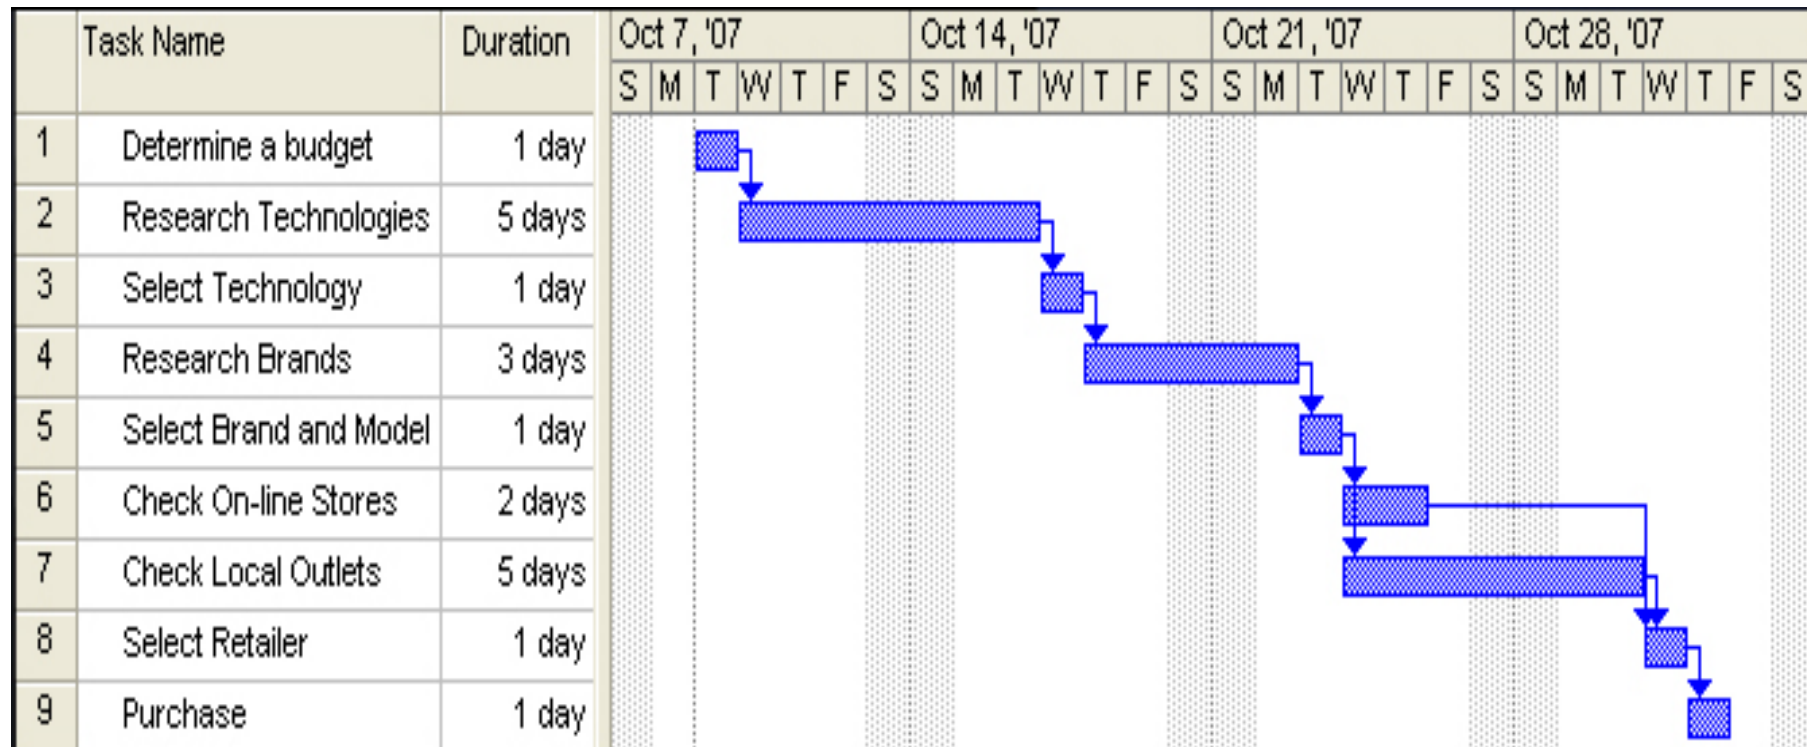 Task Name Duration Oct 7, '07 Oct 14, '07 Oct 21, '07 Oct 28, '07
S M T W T F S S M T W T F S S M T W T F S S M T W T F S
1 Determine a budget 1 day
2 Research Technologies 5 days
3 Select Technology 1 day
4 Research Brands 3 days
5 Select Brand and Model 1 day
6 Check On-line Stores 2 days
7 Check Local Outlets 5 days
8 Select Retailer 1 day
9 Purchase 1 day